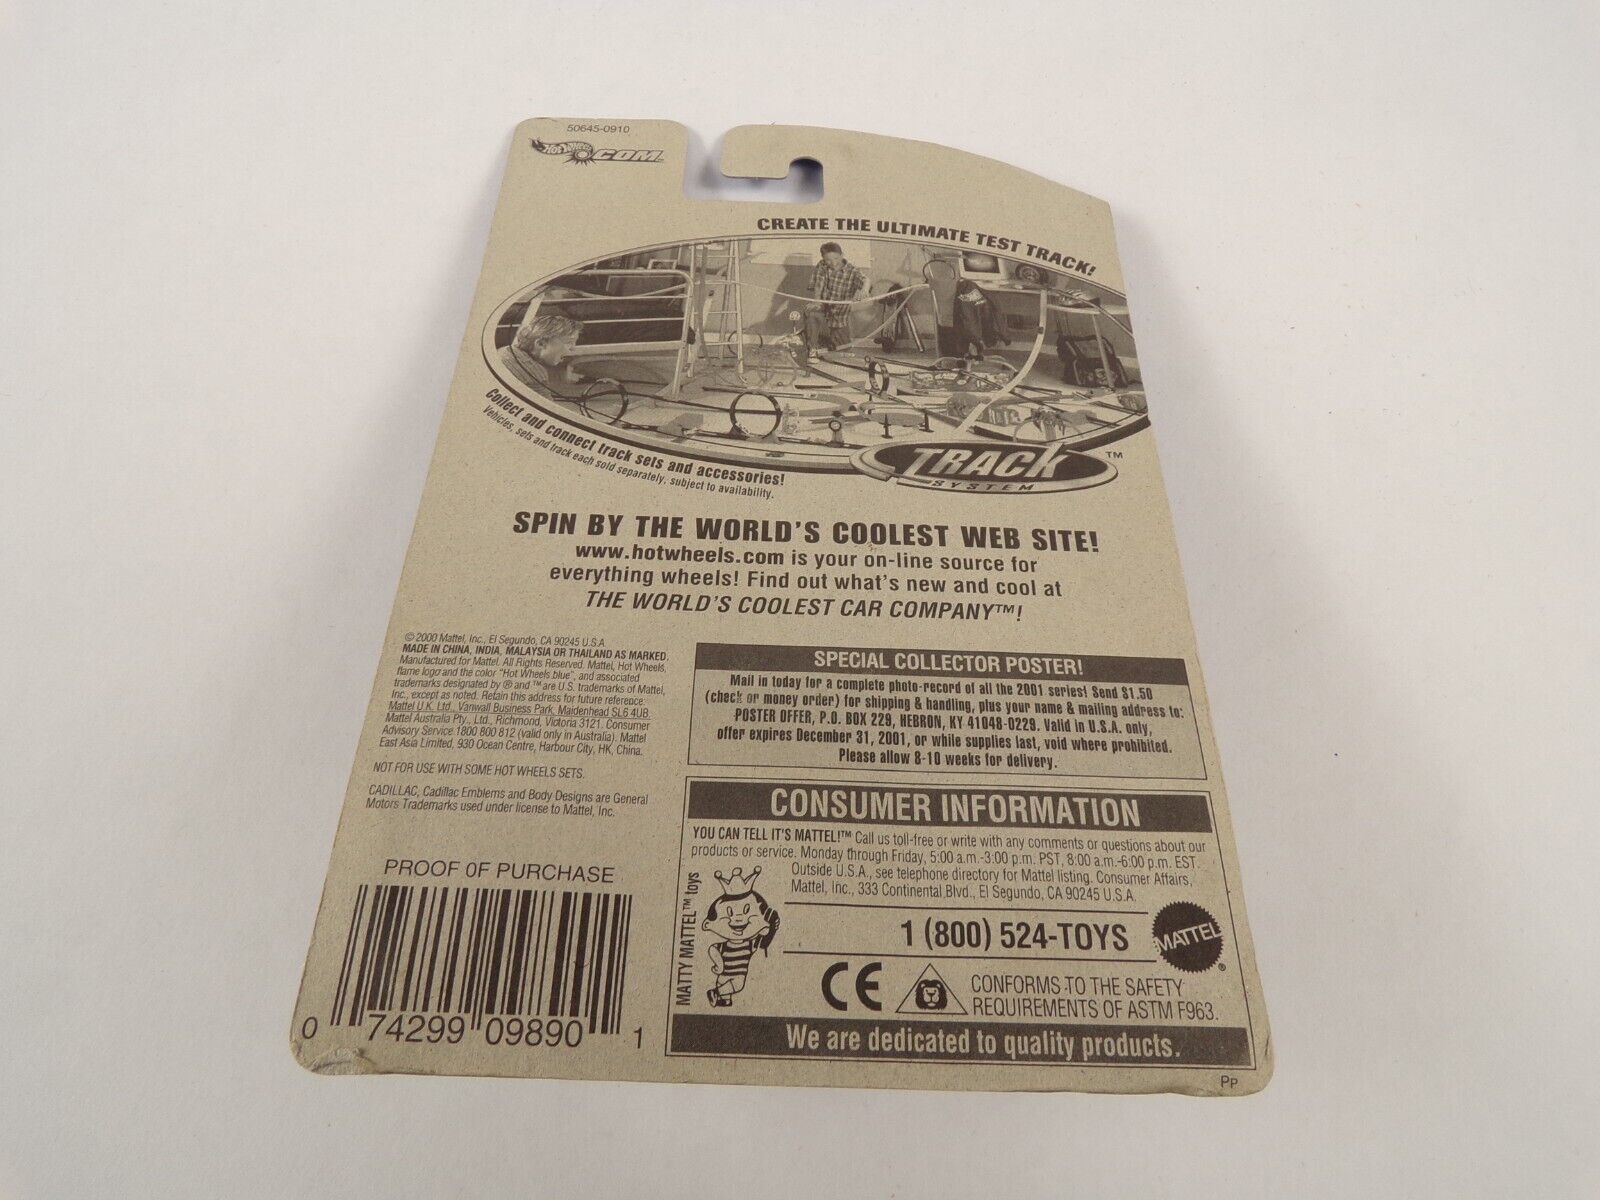 50645-0910
HOT WHEELS .COM
CREATE THE ULTIMATE TEST TRACK!
Collect and connect track sets and accessories!
Vehicles, sets and track each sold separately, subject to availability.
TRACK ™
SYSTEM
SPIN BY THE WORLD'S COOLEST WEB SITE!
www.hotwheels.com is your on-line source for
everything wheels! Find out what's new and cool at
THE WORLD'S COOLEST CAR COMPANY™!
© 2000 Mattel, Inc., El Segundo, CA 90245 U.S.A.
MADE IN CHINA, INDIA, MALAYSIA OR THAILAND AS MARKED.
Manufactured for Mattel. All Rights Reserved. Mattel, Hot Wheels,
flame logo and the color "Hot Wheels blue", and associated
trademarks designated by ® and ™ are U.S. trademarks of Mattel,
Inc., except as noted. Retain this address for future reference:
Mattel U.K. Ltd., Vanwall Business Park, Maidenhead SL6 4UB.
Mattel Australia Pty., Ltd., Richmond, Victoria 3121. Consumer
Advisory Service 1800 800 812 (valid only in Australia). Mattel
East Asia Limited, 930 Ocean Centre, Harbour City, HK, China.
NOT FOR USE WITH SOME HOT WHEELS SETS.
CADILLAC, Cadillac Emblems and Body Designs are General
Motors Trademarks used under license to Mattel, Inc.
PROOF OF PURCHASE
0 74299 09890 1
SPECIAL COLLECTOR POSTER!
Mail in today for a complete photo-record of all the 2001 series! Send $1.50
(check or money order) for shipping & handling, plus your name & mailing address to:
POSTER OFFER, P.O. BOX 229, HEBRON, KY 41048-0229. Valid in U.S.A. only,
offer expires December 31, 2001, or while supplies last, void where prohibited.
Please allow 8-10 weeks for delivery.
CONSUMER INFORMATION
YOU CAN TELL IT'S MATTEL!™ Call us toll-free or write with any comments or questions about our
products or service. Monday through Friday, 5:00 a.m.-3:00 p.m. PST, 8:00 a.m.-6:00 p.m. EST.
Outside U.S.A., see telephone directory for Mattel listing. Consumer Affairs,
Mattel, Inc., 333 Continental Blvd., El Segundo, CA 90245 U.S.A.
MATTY MATTEL™ toys
1 (800) 524-TOYS
MATTEL ®
CE
CONFORMS TO THE SAFETY
REQUIREMENTS OF ASTM F963.
We are dedicated to quality products.
PP